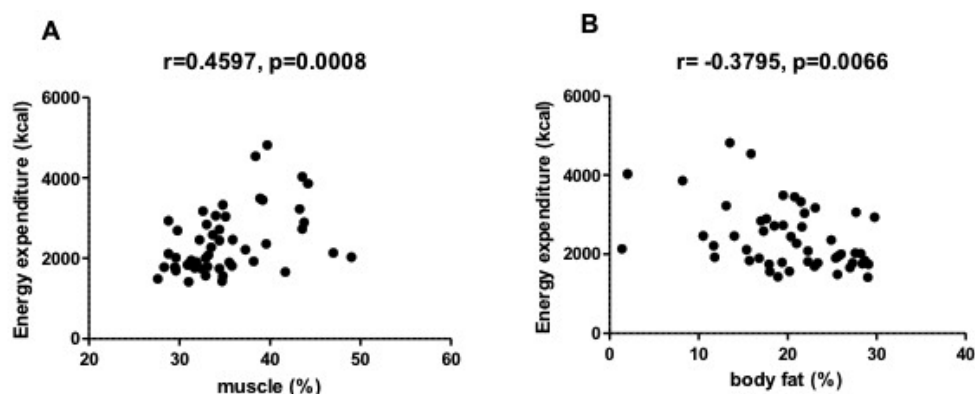 A
r=0.4597, p=0.0008
Energy expenditure (kcal)
6000
4000
2000
0
20
30
40
50
60
muscle (%)
B
r= -0.3795, p=0.0066
Energy expenditure (kcal)
6000
4000
2000
0
0
10
20
30
40
body fat (%)